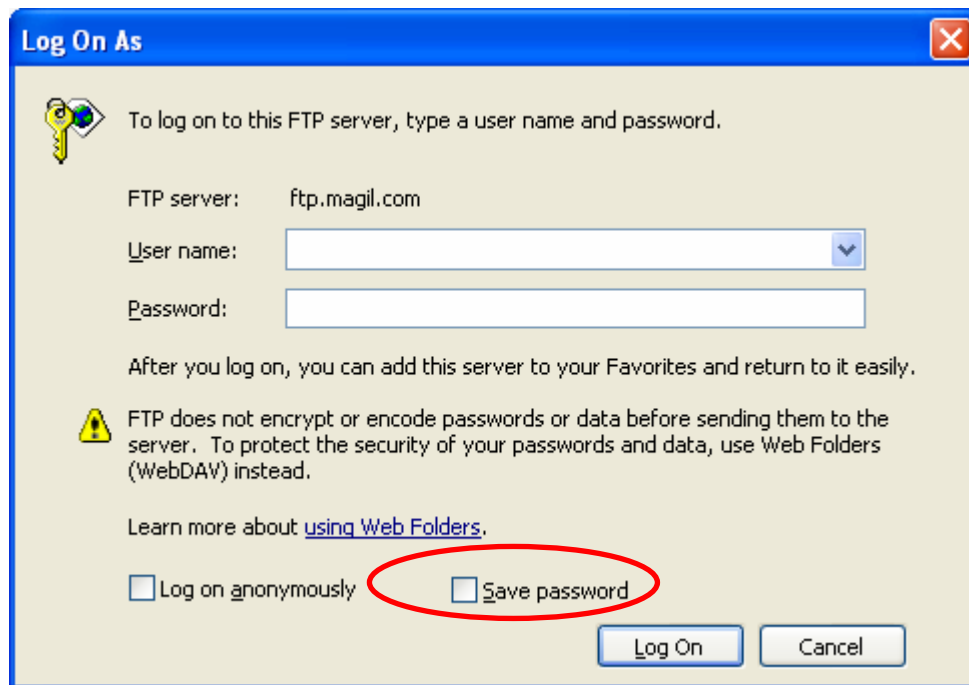 Log On As
To log on to this FTP server, type a user name and password.
FTP server: ftp.magil.com
User name:
Password:
After you log on, you can add this server to your Favorites and return to it easily.
FTP does not encrypt or encode passwords or data before sending them to the
server. To protect the security of your passwords and data, use Web Folders
(WebDAV) instead.
Learn more about using Web Folders.
Log on anonymously Save password
Log On Cancel